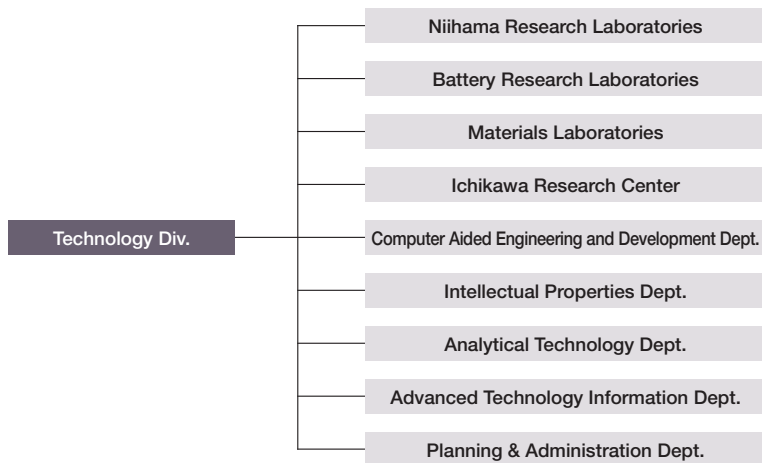 Niihama Research Laboratories
Battery Research Laboratories
Materials Laboratories
Ichikawa Research Center
Technology Div.
Computer Aided Engineering and Development Dept.
Intellectual Properties Dept.
Analytical Technology Dept.
Advanced Technology Information Dept.
Planning & Administration Dept.